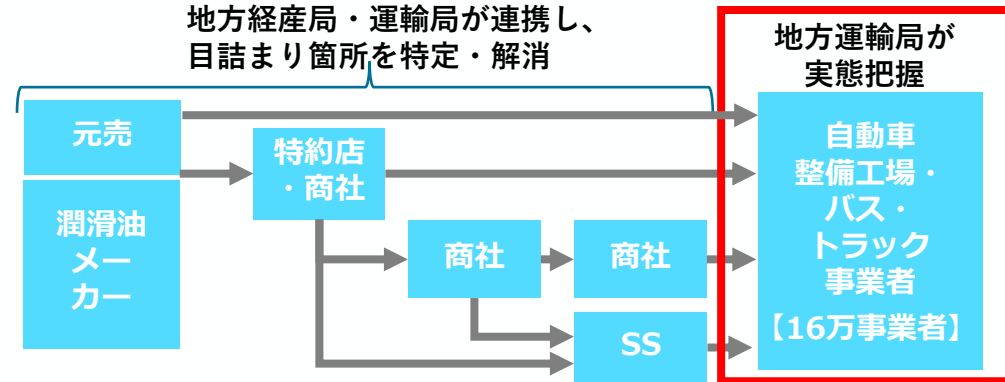 地方経産局・運輸局が連携し、
目詰まり箇所を特定・解消
地方運輸局が
実態把握
元売
潤滑油
メー
カー
特約店
・商社
商社
商社
SS
自動車
整備工場・
バス・
トラック
事業者
【16万事業者】